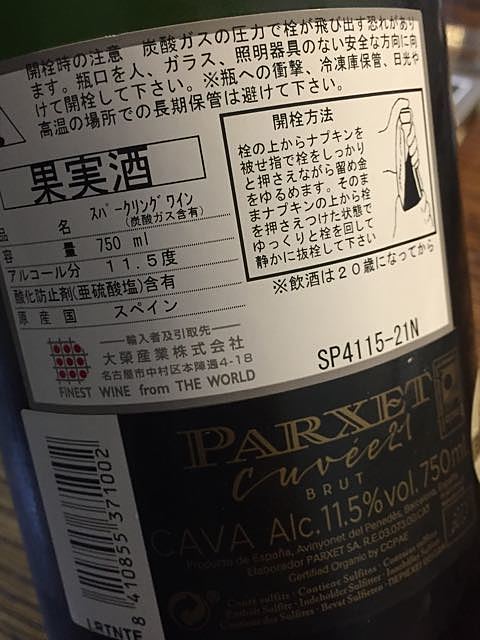 開栓時の注意 炭酸ガスの圧力で栓が飛び出す恐れがあり
ます。瓶口を人、ガラス、照明器具のない安全な方向に向
けて開栓して下さい。※瓶への衝撃、冷凍庫保管、日光や
高温の場所での長期保管は避けて下さい。
果実酒
品 名 スパークリングワイン
(炭酸ガス含有)
容 量 750 ml
アルコール分 11.5度
酸化防止剤(亜硫酸塩)含有
原産国 スペイン
輸入者及引取先
大榮産業株式会社
名古屋市中村区本陣通4-18
FINEST WINE from THE WORLD
開栓方法
栓の上からナプキンを
被せ指で栓をしっかり
と押さえながら留め金
をゆるめます。そのま
まナプキンの上から栓
を押さえつけた状態で
ゆっくりと栓を回して
静かに抜栓して下さい
※飲酒は20歳になってから
SP4115-21N
PARXET
Cuvée 21
BRUT
CAVA Alc.11.5%vol. 750ml
Producto de España, Avinyonet del Penedès, Barcelona
Elaborador PARXET SA. R.E.
Certified Organic by CCPAE
8 410855 371002